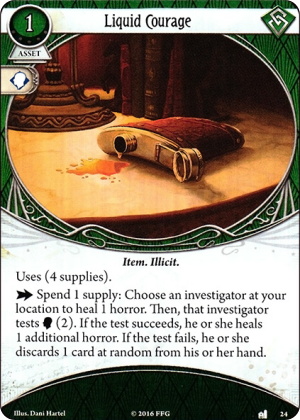 1
Liquid Courage
ASSET
Item. Illicit.
Uses (4 supplies).
Spend 1 supply: Choose an investigator at your
location to heal 1 horror. Then, that investigator
tests (2). If the test succeeds, he or she heals
1 additional horror. If the test fails, he or she
discards 1 card at random from his or her hand.
Illus. Dani Hartel
© 2016 FFG
24